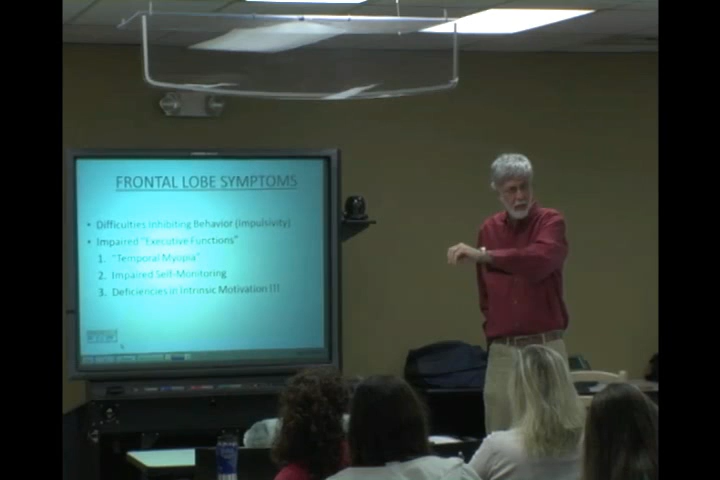 FRONTAL LOBE SYMPTOMS
• Difficulties Inhibiting Behavior (Impulsivity)
• Impaired "Executive Functions"
1. "Temporal Myopia"
2. Impaired Self-Monitoring
3. Deficiencies in Intrinsic Motivation !!!